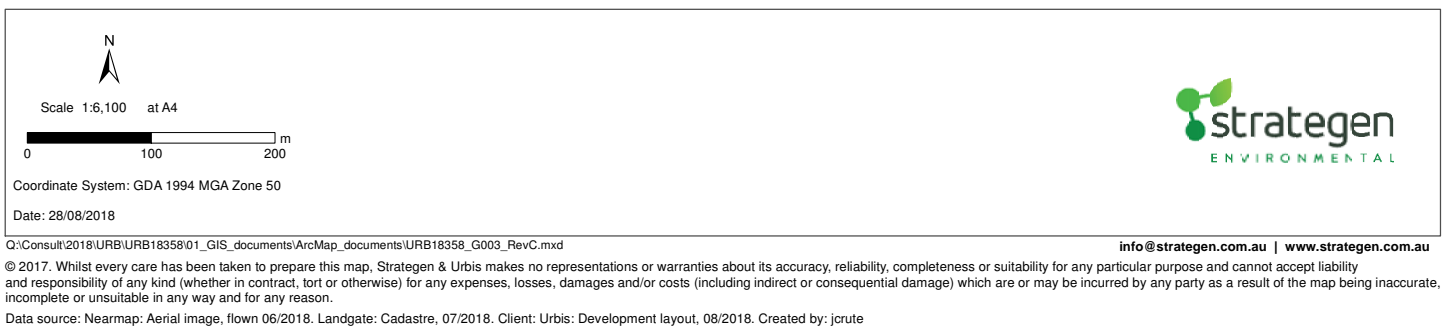 N
Scale 1:6,100 at A4
m
0 100 200
Coordinate System: GDA 1994 MGA Zone 50
Date: 28/08/2018
strategen
ENVIRONMENTAL
Q:\Consult\2018\URB\URB18358\01_GIS_documents\ArcMap_documents\URB18358_G003_RevC.mxd
info@strategen.com.au | www.strategen.com.au
© 2017. Whilst every care has been taken to prepare this map, Strategen & Urbis makes no representations or warranties about its accuracy, reliability, completeness or suitability for any particular purpose and cannot accept liability
and responsibility of any kind (whether in contract, tort or otherwise) for any expenses, losses, damages and/or costs (including indirect or consequential damage) which are or may be incurred by any party as a result of the map being inaccurate,
incomplete or unsuitable in any way and for any reason.
Data source: Nearmap: Aerial image, flown 06/2018. Landgate: Cadastre, 07/2018. Client: Urbis: Development layout, 08/2018. Created by: jcrute